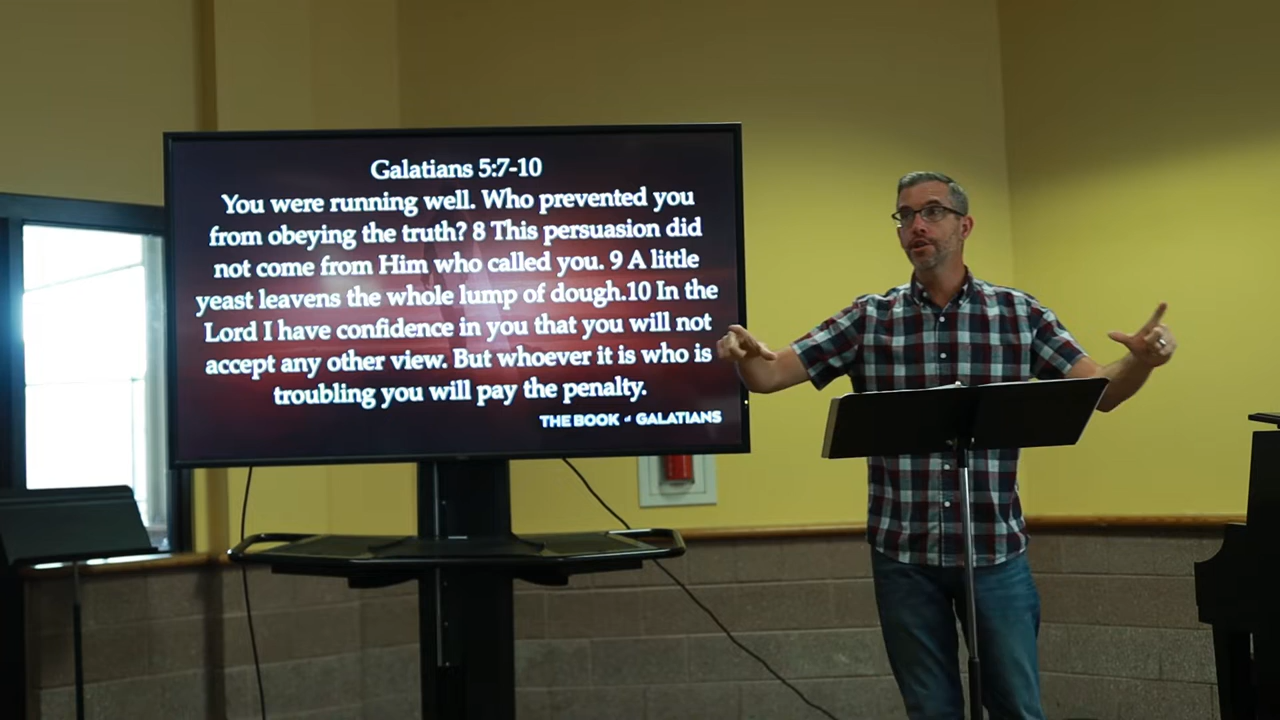 Galatians 5:7-10
You were running well. Who prevented you
from obeying the truth? 8 This persuasion did
not come from Him who called you. 9 A little
yeast leavens the whole lump of dough.10 In the
Lord I have confidence in you that you will not
accept any other view. But whoever it is who is
troubling you will pay the penalty.
THE BOOK of GALATIANS